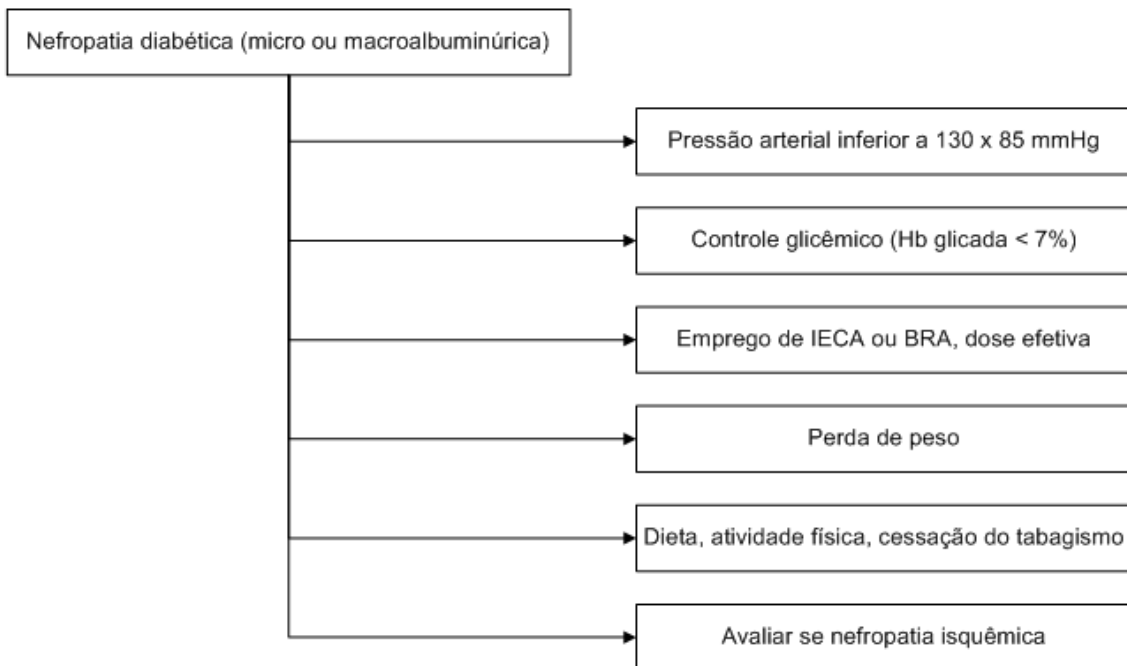 Nefropatia diabética (micro ou macroalbuminúrica)
Pressão arterial inferior a 130 x 85 mmHg
Controle glicêmico (Hb glicada < 7%)
Emprego de IECA ou BRA, dose efetiva
Perda de peso
Dieta, atividade física, cessação do tabagismo
Avaliar se nefropatia isquêmica